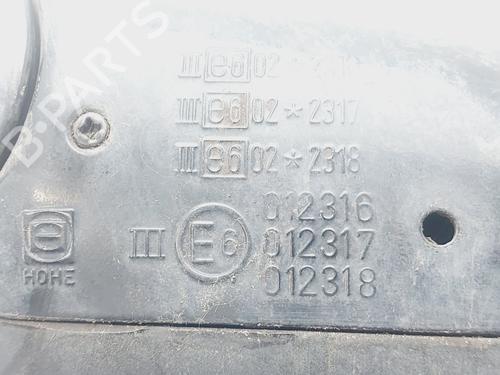 III e6 02
III e6 02*2317
III e6 02*2318
012316
III E6 012317
012318
HOHE
B-PARTS